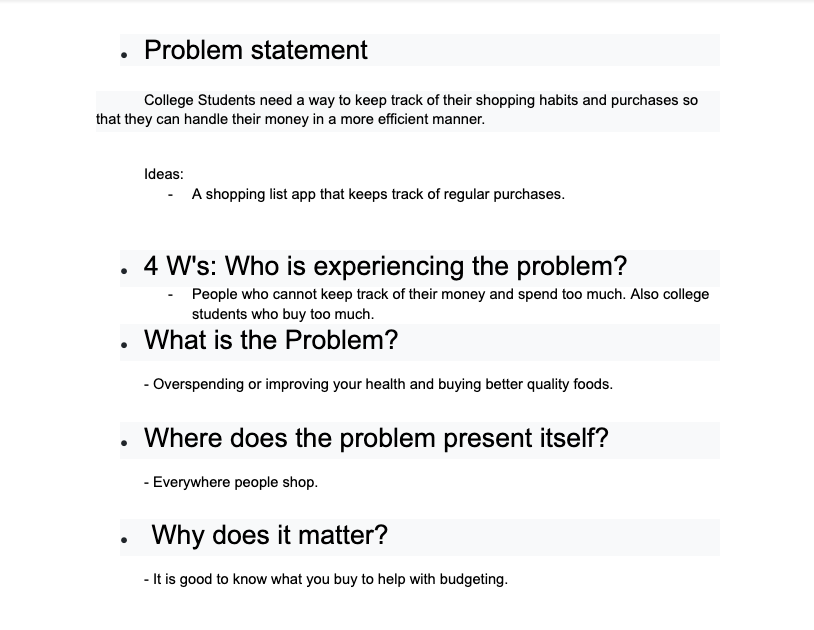 • Problem statement
College Students need a way to keep track of their shopping habits and purchases so
that they can handle their money in a more efficient manner.
Ideas:
- A shopping list app that keeps track of regular purchases.
• 4 W's: Who is experiencing the problem?
- People who cannot keep track of their money and spend too much. Also college
students who buy too much.
• What is the Problem?
- Overspending or improving your health and buying better quality foods.
• Where does the problem present itself?
- Everywhere people shop.
• Why does it matter?
- It is good to know what you buy to help with budgeting.